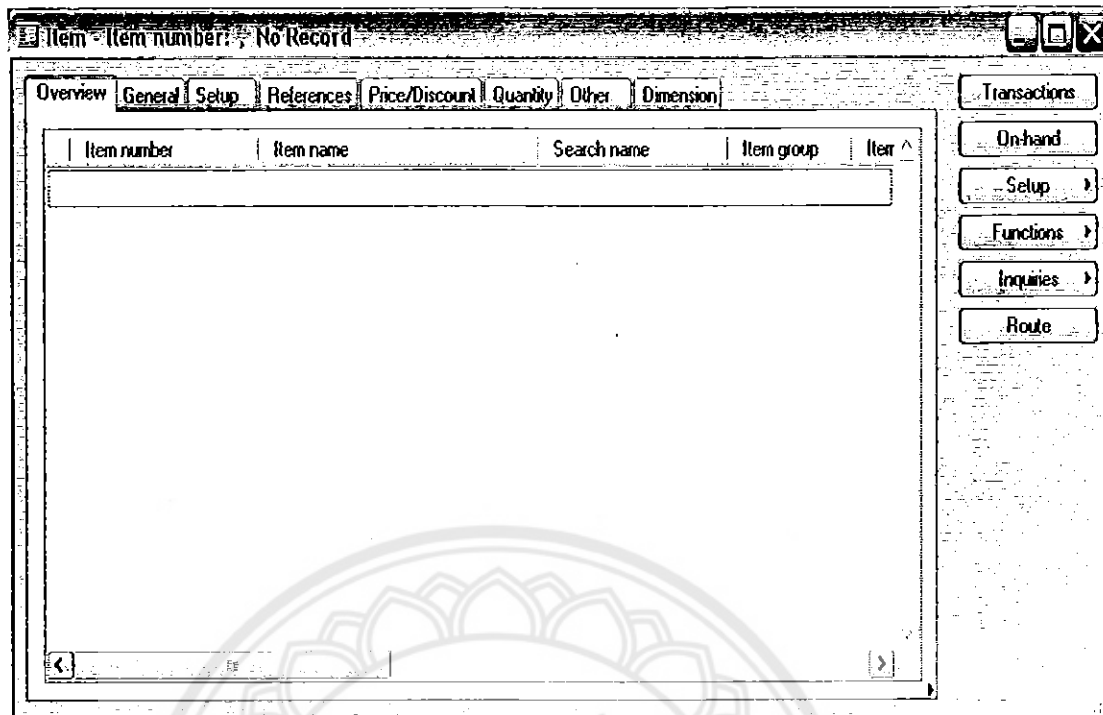 Item - Item number: , No Record
Overview General Setup References Price/Discount Quantity Other Dimension
Item number Item name Search name Item group Item
Transactions
On-hand
Setup
Functions
Inquiries
Route